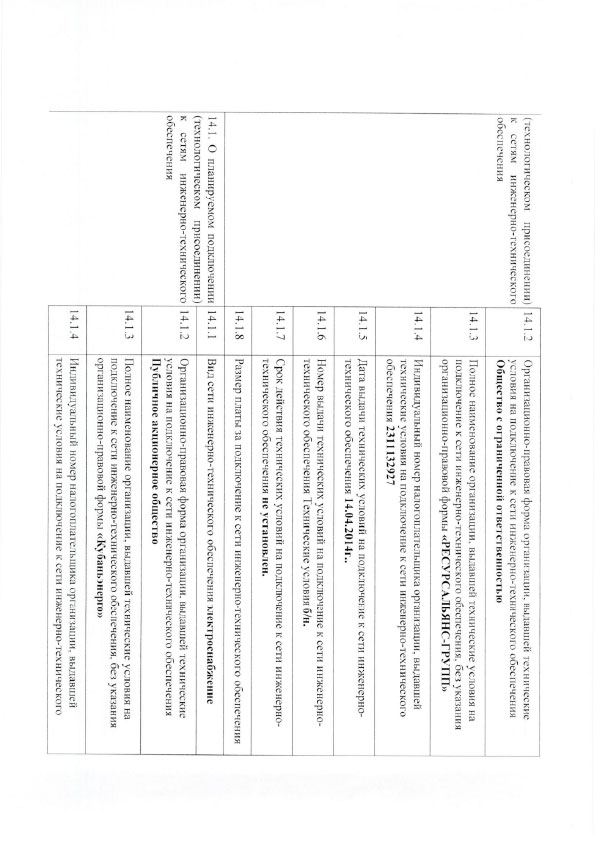 (технологическом присоединении)
к сетям инженерно-технического
обеспечения
14.1.2
Организационно-правовая форма организации, выдавшей технические
условия на подключение к сети инженерно-технического обеспечения
Общество с ограниченной ответственностью
14.1.3
Полное наименование организации, выдавшей технические условия на
подключение к сети инженерно-технического обеспечения, без указания
организационно-правовой формы «РЕСУРСАЛЬЯНС-ГРУПП»
14.1.4
Индивидуальный номер налогоплательщика организации, выдавшей
технические условия на подключение к сети инженерно-технического
обеспечения 2311132927
14.1.5
Дата выдачи технических условий на подключение к сети инженерно-
технического обеспечения 14.04.2014г..
14.1.6
Номер выдачи технических условий на подключение к сети инженерно-
технического обеспечения Технические условия б/н.
14.1.7
Срок действия технических условий на подключение к сети инженерно-
технического обеспечения не установлен.
14.1.8
Размер платы за подключение к сети инженерно-технического обеспечения
14.1. О планируемом подключении
(технологическом присоединении)
к сетям инженерно-технического
обеспечения
14.1.1
Вид сети инженерно-технического обеспечения электроснабжение
14.1.2
Организационно-правовая форма организации, выдавшей технические
условия на подключение к сети инженерно-технического обеспечения
Публичное акционерное общество
14.1.3
Полное наименование организации, выдавшей технические условия на
подключение к сети инженерно-технического обеспечения, без указания
организационно-правовой формы «Кубаньэнерго»
14.1.4
Индивидуальный номер налогоплательщика организации, выдавшей
технические условия на подключение к сети инженерно-технического